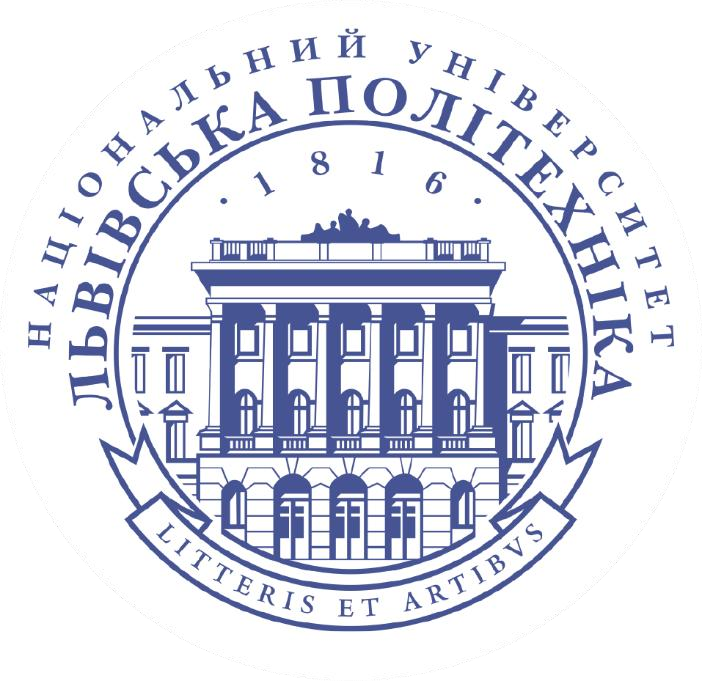 НАЦІОНАЛЬНИЙ УНІВЕРСИТЕТ
ЛЬВІВСЬКА ПОЛІТЕХНІКА
· 1 8 1 6 ·
LITTERIS ET ARTIBVS